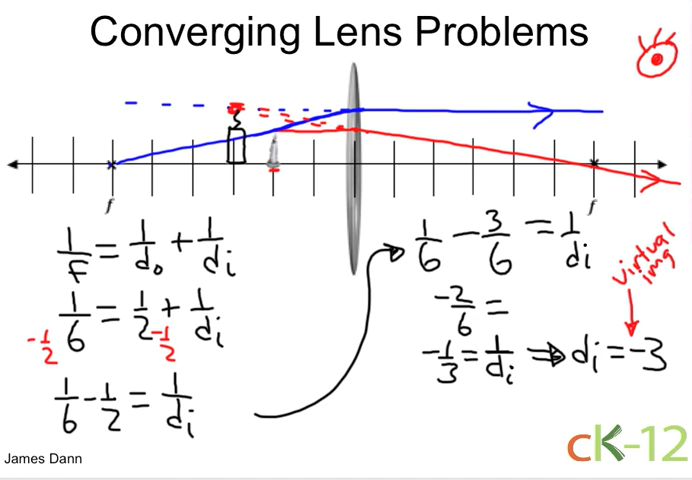 Converging Lens Problems
f
f
1/f = 1/do + 1/di
1/6 = 1/2 + 1/di
-1/2 -1/2
1/6 - 1/2 = 1/di
1/6 - 3/6 = 1/di
-2/6 =
-1/3 = 1/di ⇒ di = -3
virtual
img
James Dann
cK-12